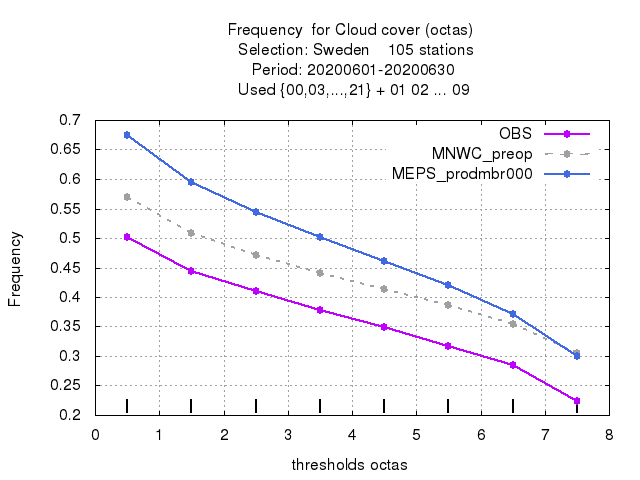 Frequency for Cloud cover (octas)
Selection: Sweden 105 stations
Period: 20200601-20200630
Used {00,03,...,21} + 01 02 ... 09
OBS
MNWC_preop
MEPS_prodmbr000
0.7
0.65
0.6
0.55
0.5
0.45
0.4
0.35
0.3
0.25
0.2
Frequency
0 1 2 3 4 5 6 7 8
thresholds octas